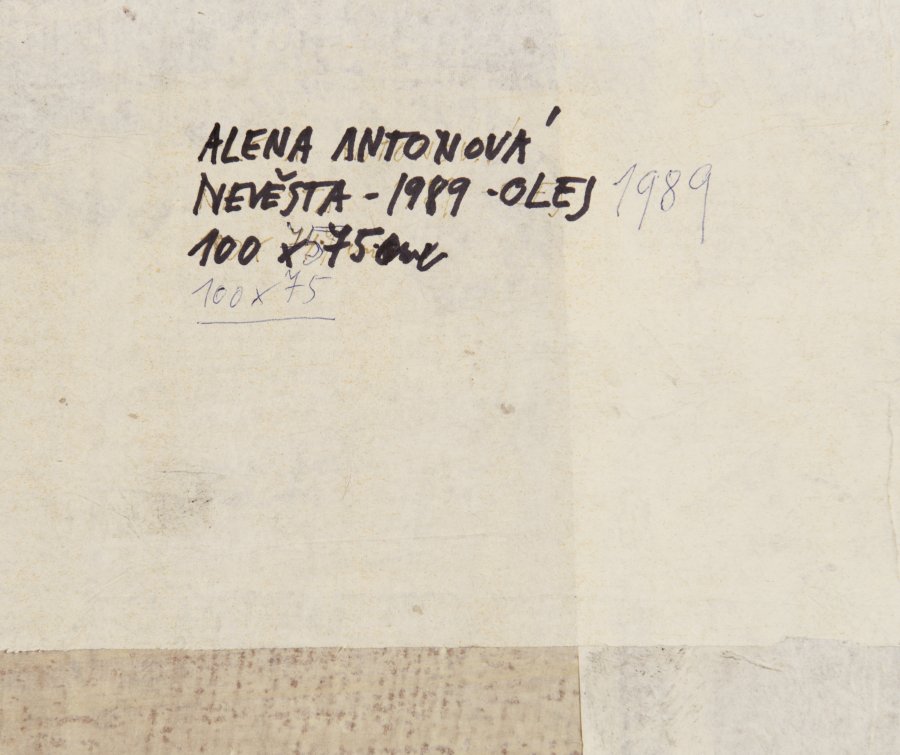 ALENA ANTONOVÁ
NEVĚSTA - 1989 - OLEJ 1989
100 x 75 cm
100 x 75